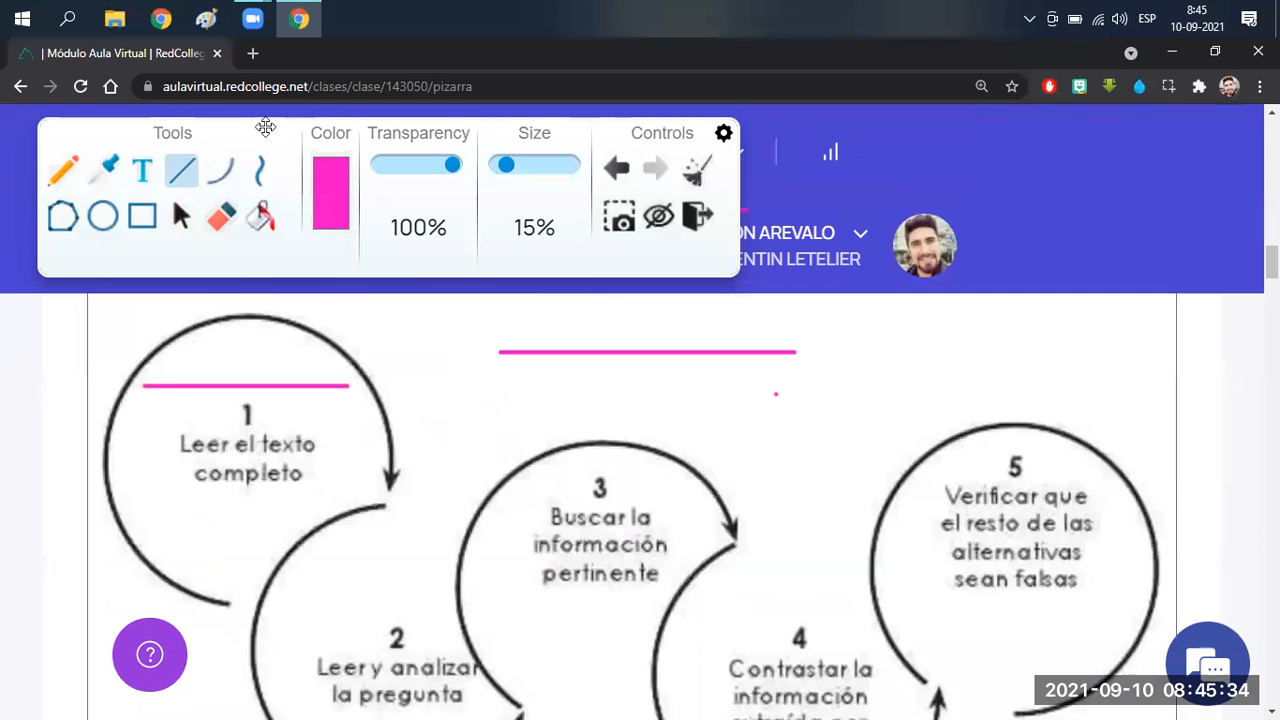 8:45
ESP
10-09-2021
| Módulo Aula Virtual | RedColleg
aulavirtual.redcollege.net/clases/clase/143050/pizarra
Tools
Color
Transparency
Size
Controls
100%
15%
ON AREVALO
ENTIN LETELIER
1
Leer el texto
completo
2
Leer y analizar
la pregunta
3
Buscar la
información
pertinente
4
Contrastar la
información
5
Verificar que
el resto de las
alternativas
sean falsas
2021-09-10 08:45:34